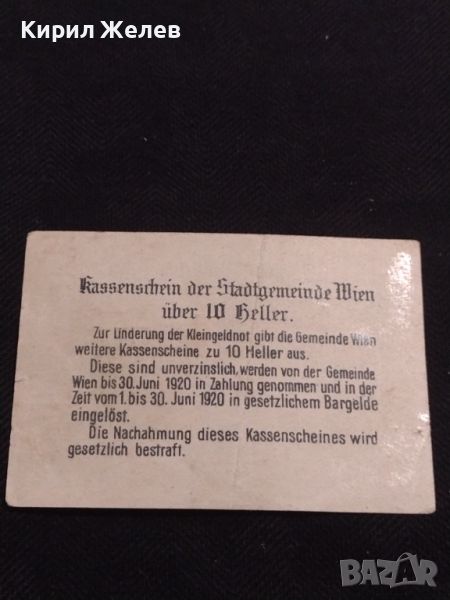 Кирил Желев
Kassenschein der Stadtgemeinde Wien
über 10 Heller.
Zur Linderung der Kleingeldnot gibt die Gemeinde Wien
weitere Kassenscheine zu 10 Heller aus.
Diese sind unverzinslich, werden von der Gemeinde
Wien bis 30. Juni 1920 in Zahlung genommen und in der
Zeit vom 1. bis 30. Juni 1920 in gesetzlichem Bargelde
eingelöst.
Die Nachahmung dieses Kassenscheines wird
gesetzlich bestraft.
BAZAR